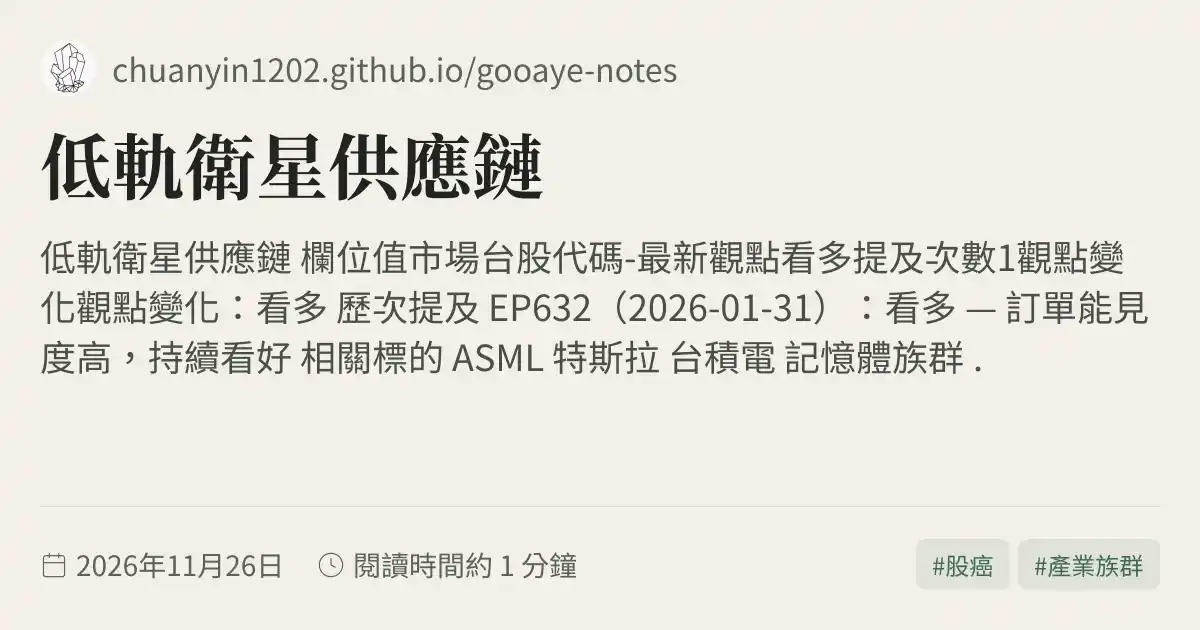 chuanyin1202.github.io/gooaye-notes
低軌衛星供應鏈
低軌衛星供應鏈 欄位值市場台股代碼-最新觀點看多提及次數1觀點變
化觀點變化：看多 歷次提及 EP632（2026-01-31）：看多 — 訂單能見
度高，持續看好 相關標的 ASML 特斯拉 台積電 記憶體族群 .
2026年11月26日 閱讀時間約 1 分鐘 #股癌 #產業族群